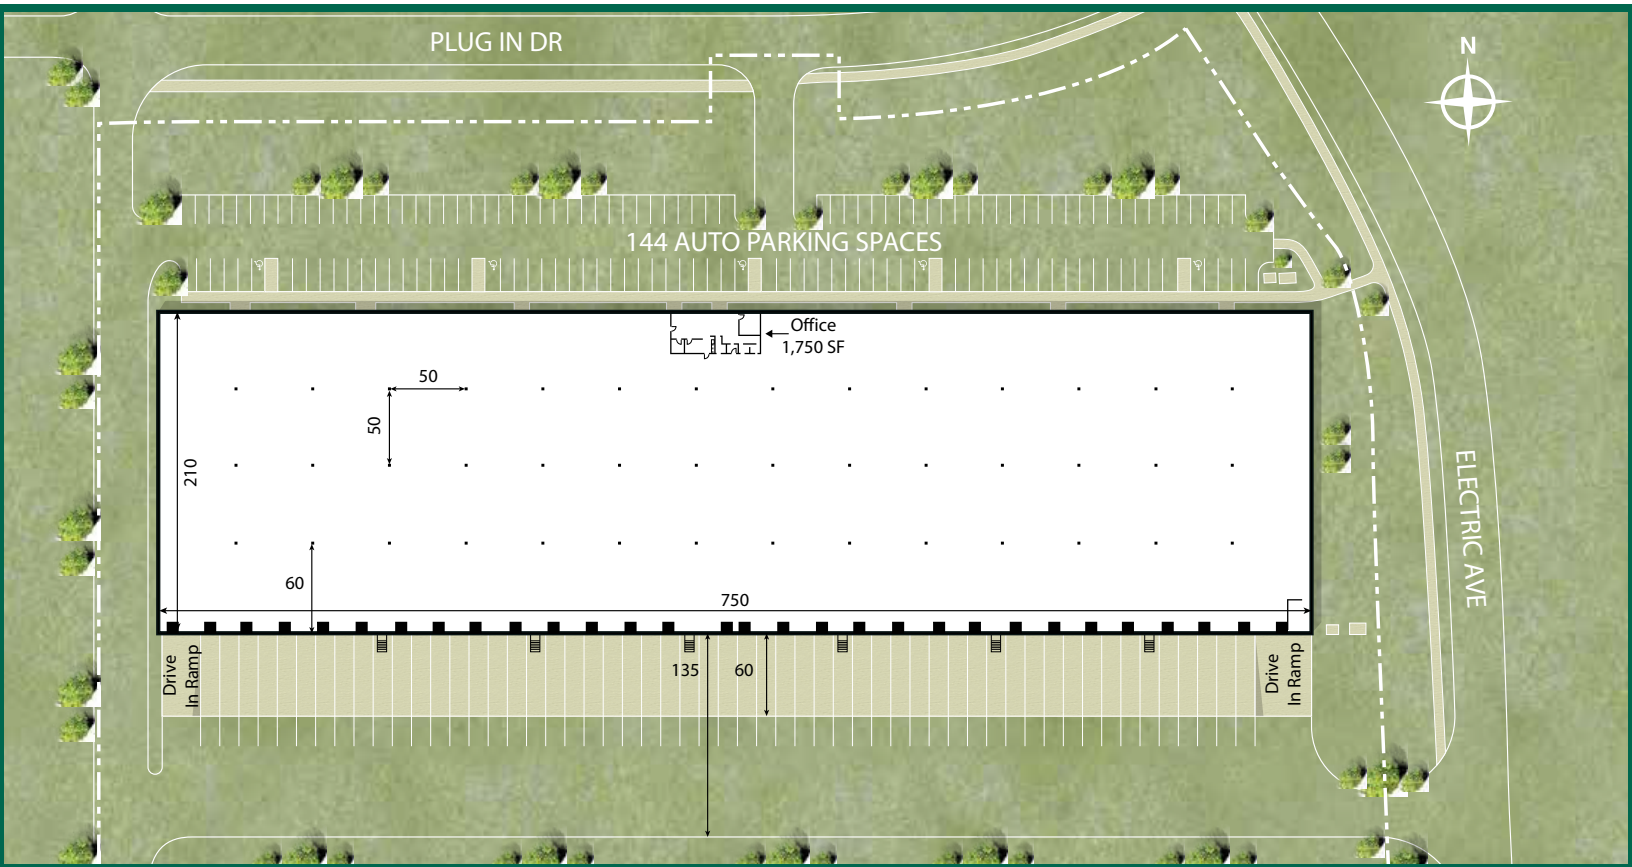 PLUG IN DR
N
144 AUTO PARKING SPACES
Office
1,750 SF
50
50
210
60
750
ELECTRIC AVE
Drive
In Ramp
135
60
Drive
In Ramp